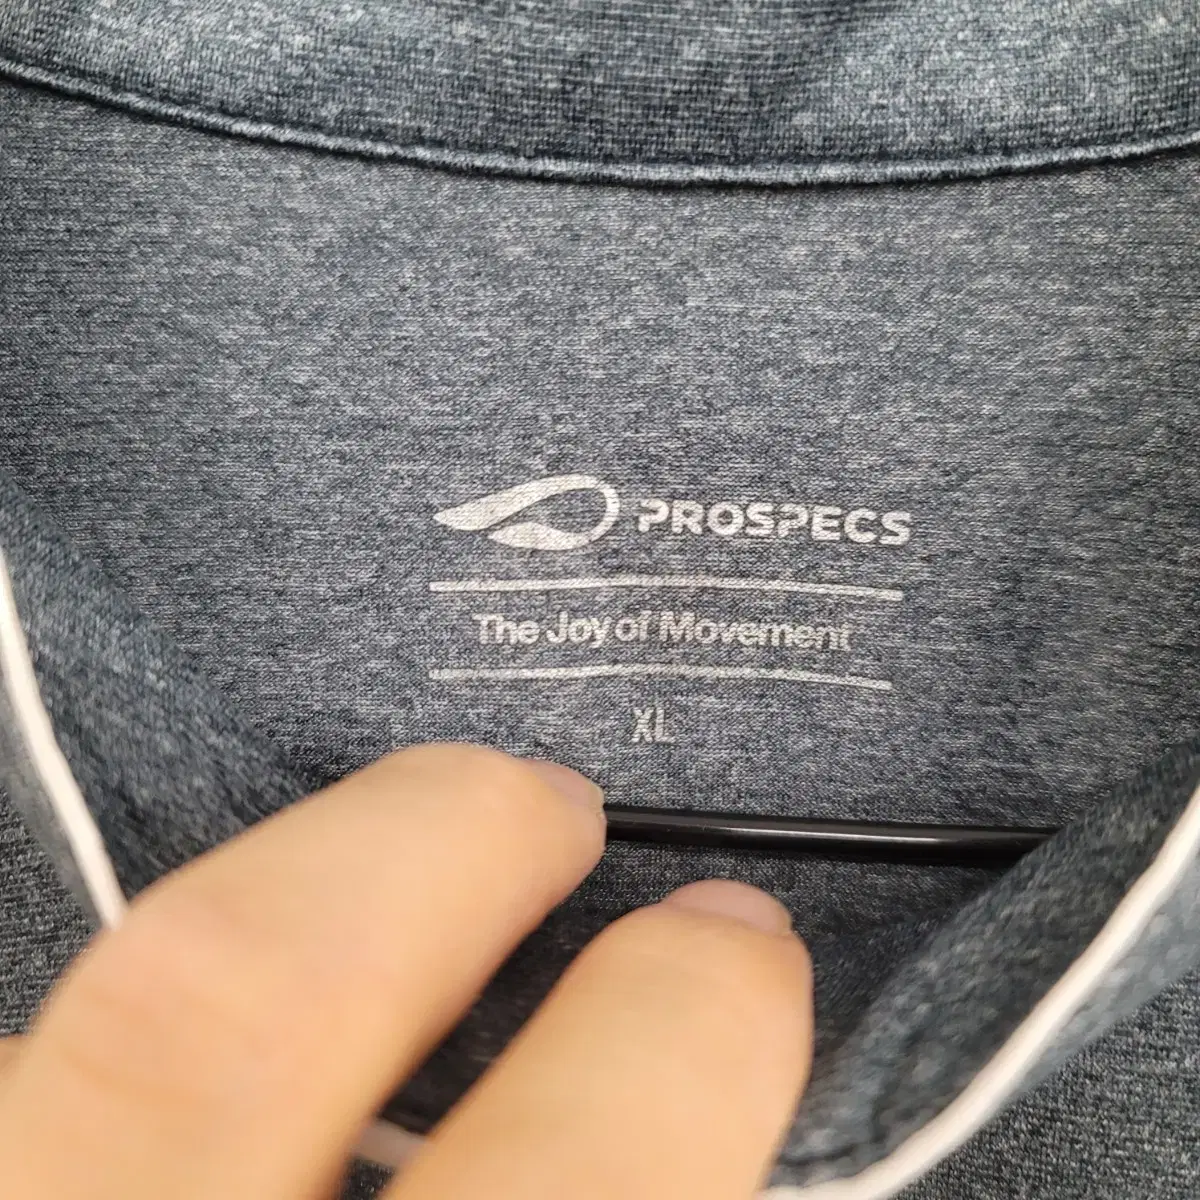 PROSPECS
The Joy of Movement
XL